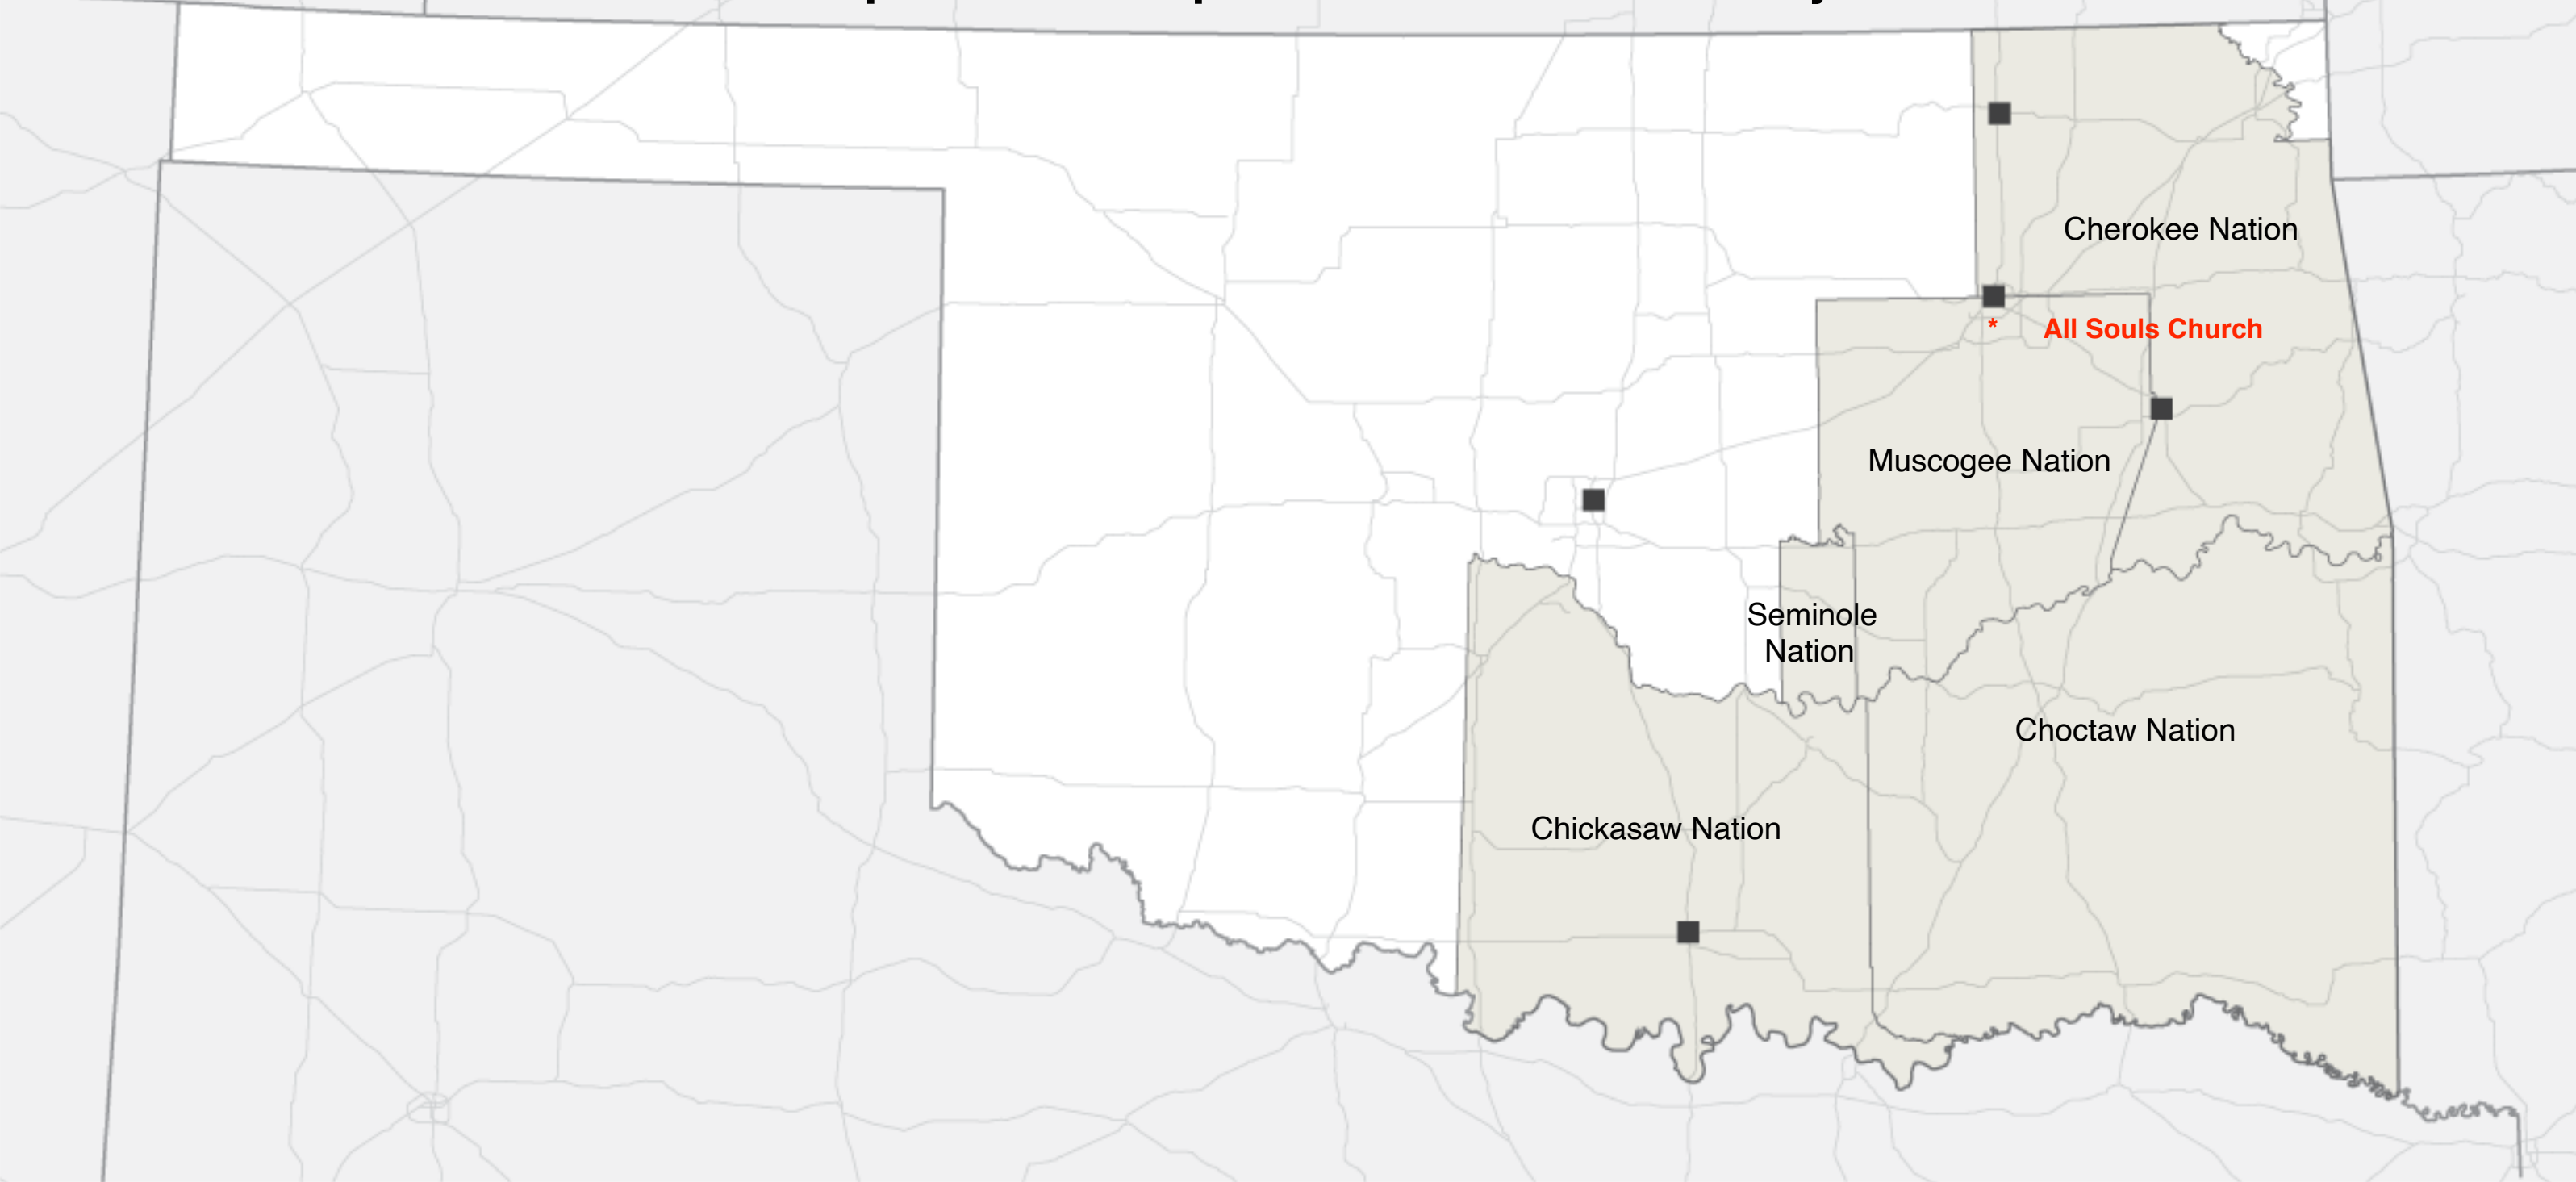 Cherokee Nation
* All Souls Church
Muscogee Nation
Seminole
Nation
Choctaw Nation
Chickasaw Nation